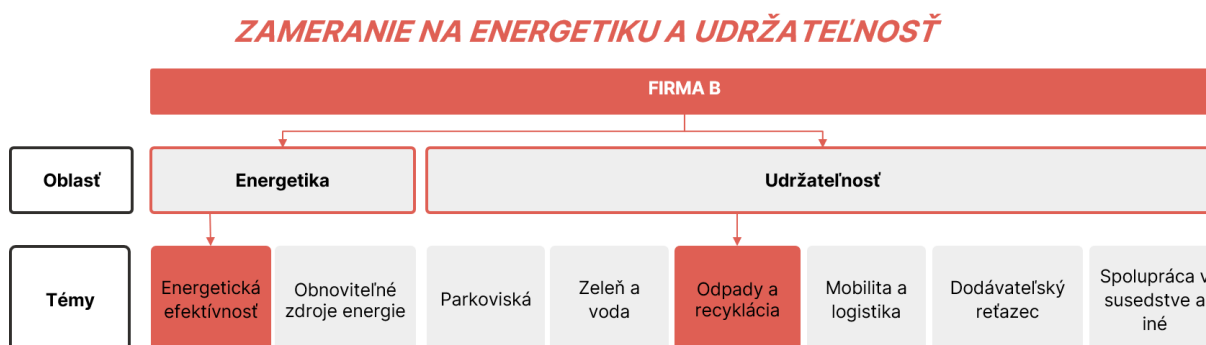 ZAMERANIE NA ENERGETIKU A UDRŽATEĽNOSŤ
FIRMA B
Oblasť
Energetika
Udržateľnosť
Témy
Energetická
efektívnosť
Obnoviteľné
zdroje energie
Parkoviská
Zeleň a
voda
Odpady a
recyklácia
Mobilita a
logistika
Dodávateľský
reťazec
Spolupráca v
susedstve a
iné